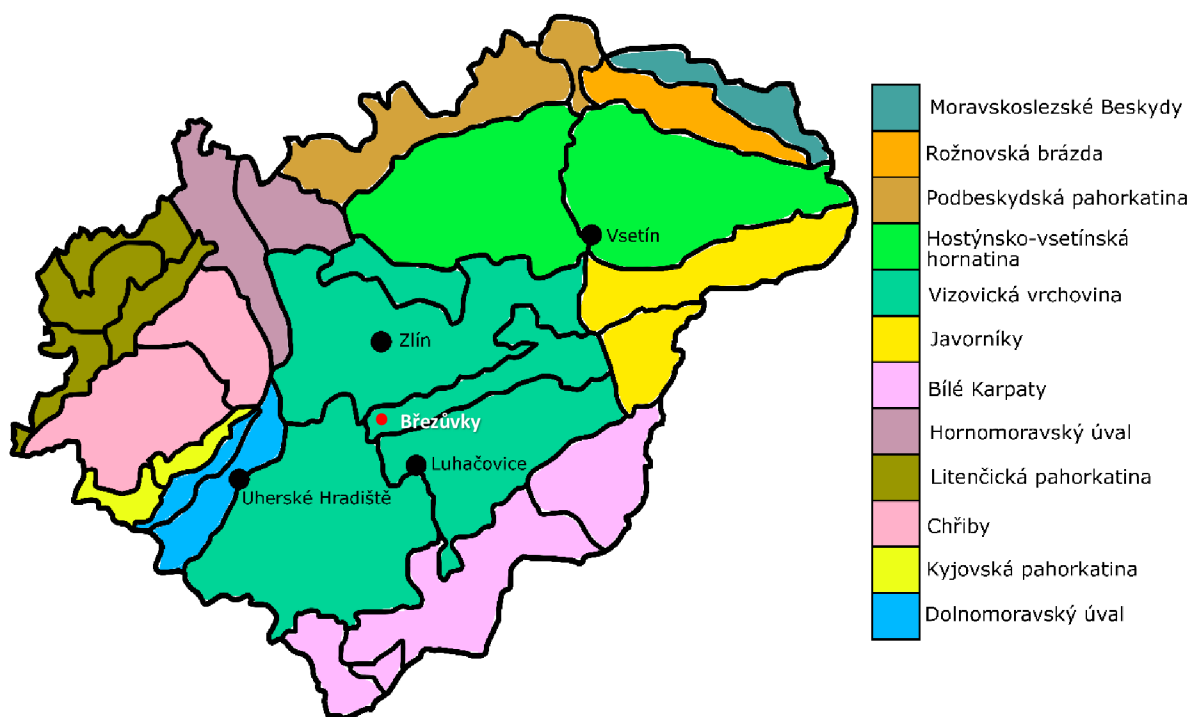 Vsetín
Zlín
Březůvky
Luhačovice
Uherské Hradiště
Moravskoslezské Beskydy
Rožnovská brázda
Podbeskydská pahorkatina
Hostýnsko-vsetínská
hornatina
Vizovická vrchovina
Javorníky
Bílé Karpaty
Hornomoravský úval
Litenčická pahorkatina
Chřiby
Kyjovská pahorkatina
Dolnomoravský úval